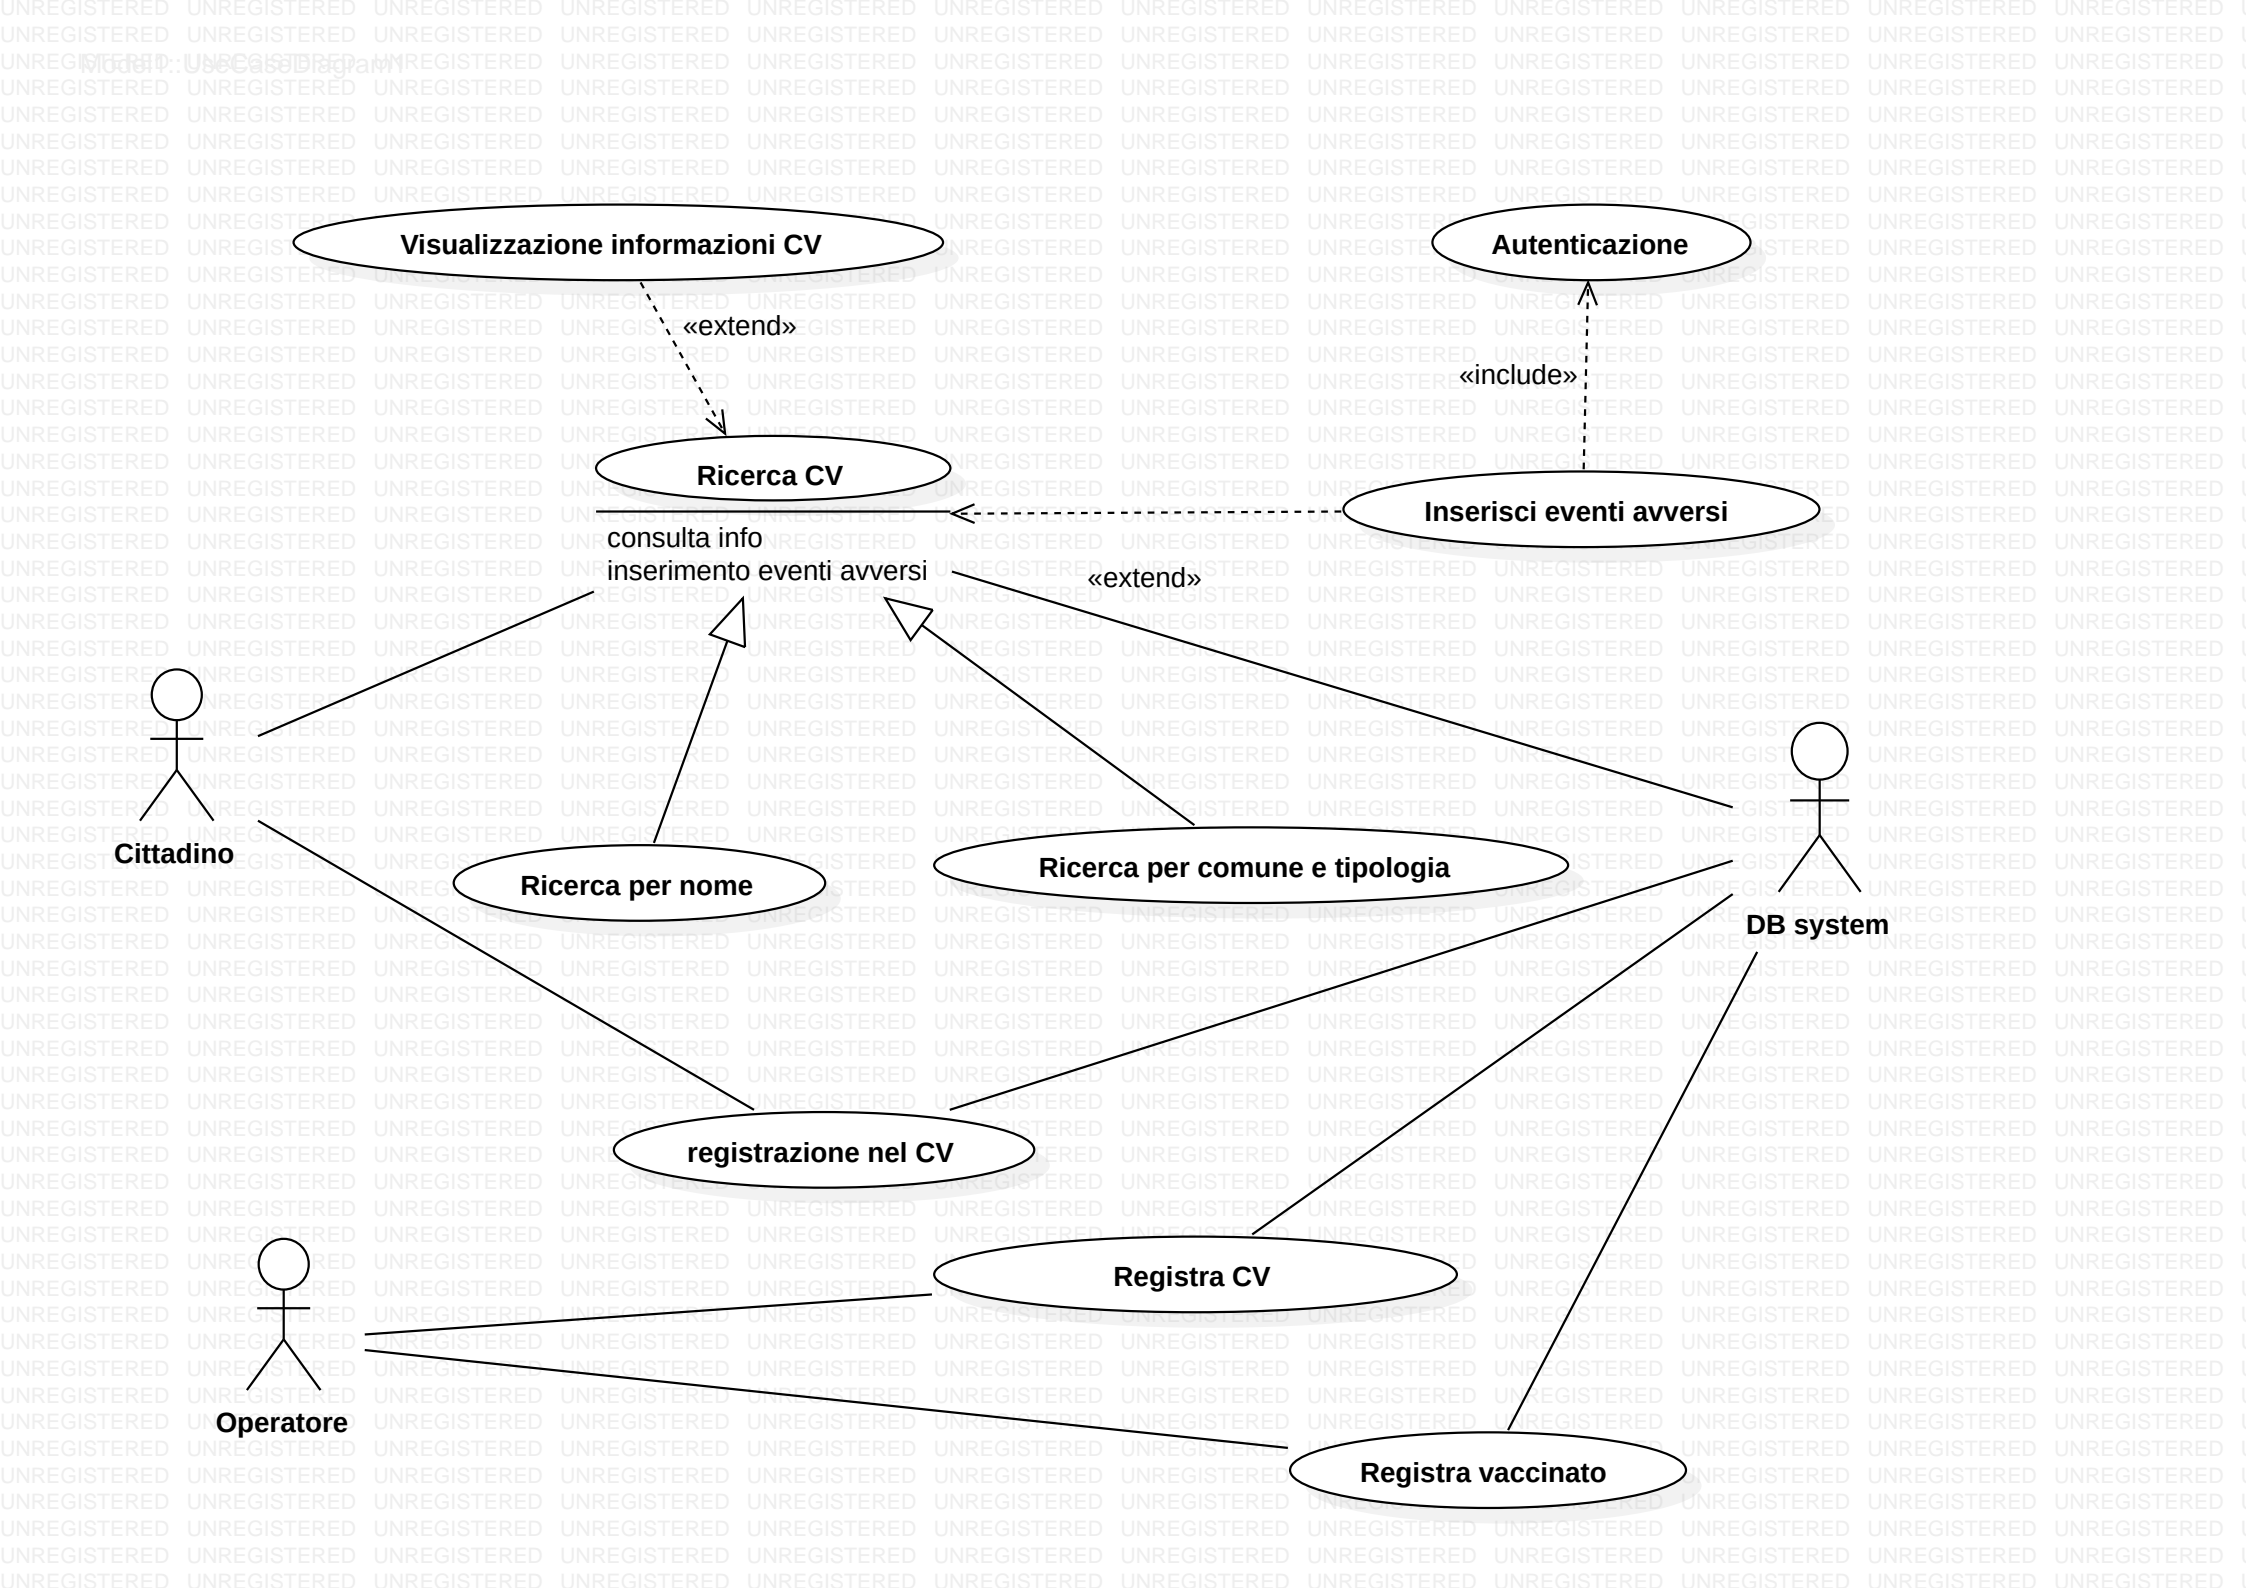 Model1::UseCaseDiagram1
Visualizzazione informazioni CV
Autenticazione
«extend»
«include»
Ricerca CV
Inserisci eventi avversi
consulta info
inserimento eventi avversi
«extend»
Cittadino
Ricerca per nome
Ricerca per comune e tipologia
DB system
registrazione nel CV
Registra CV
Operatore
Registra vaccinato
UNREGISTERED